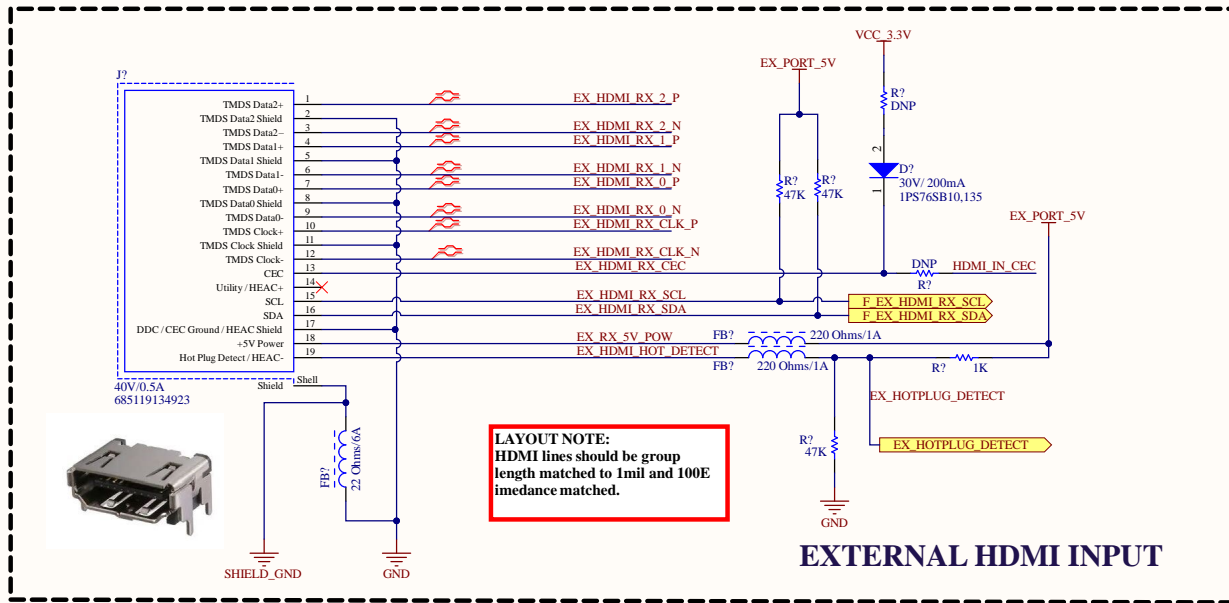 VCC_3.3V
EX_PORT_5V
J?
R?
DNP
TMDS Data2+ 1 EX_HDMI_RX_2_P
TMDS Data2 Shield 2
TMDS Data2− 3 EX_HDMI_RX_2_N
TMDS Data1+ 4 EX_HDMI_RX_1_P
TMDS Data1 Shield 5
TMDS Data1- 6 EX_HDMI_RX_1_N
TMDS Data0+ 7 EX_HDMI_RX_0_P
TMDS Data0 Shield 8
TMDS Data0- 9 EX_HDMI_RX_0_N
TMDS Clock+ 10 EX_HDMI_RX_CLK_P
TMDS Clock Shield 11
TMDS Clock- 12 EX_HDMI_RX_CLK_N
CEC 13 EX_HDMI_RX_CEC
Utility / HEAC+ 14
SCL 15 EX_HDMI_RX_SCL
SDA 16 EX_HDMI_RX_SDA
DDC / CEC Ground / HEAC Shield 17
+5V Power 18 EX_RX_5V_POW
Hot Plug Detect / HEAC- 19 EX_HDMI_HOT_DETECT
Shield Shell
40V/0.5A
685119134923
R?
47K
R?
47K
2
1
D?
30V/ 200mA
1PS76SB10,135
EX_PORT_5V
DNP
R?
HDMI_IN_CEC
F_EX_HDMI_RX_SCL
F_EX_HDMI_RX_SDA
FB? 220 Ohms/1A
FB? 220 Ohms/1A
R? 1K
EX_HOTPLUG_DETECT
EX_HOTPLUG_DETECT
R?
47K
GND
FB?
22 Ohms/6A
SHIELD_GND
GND
LAYOUT NOTE:
HDMI lines should be group
length matched to 1mil and 100E
imedance matched.
EXTERNAL HDMI INPUT